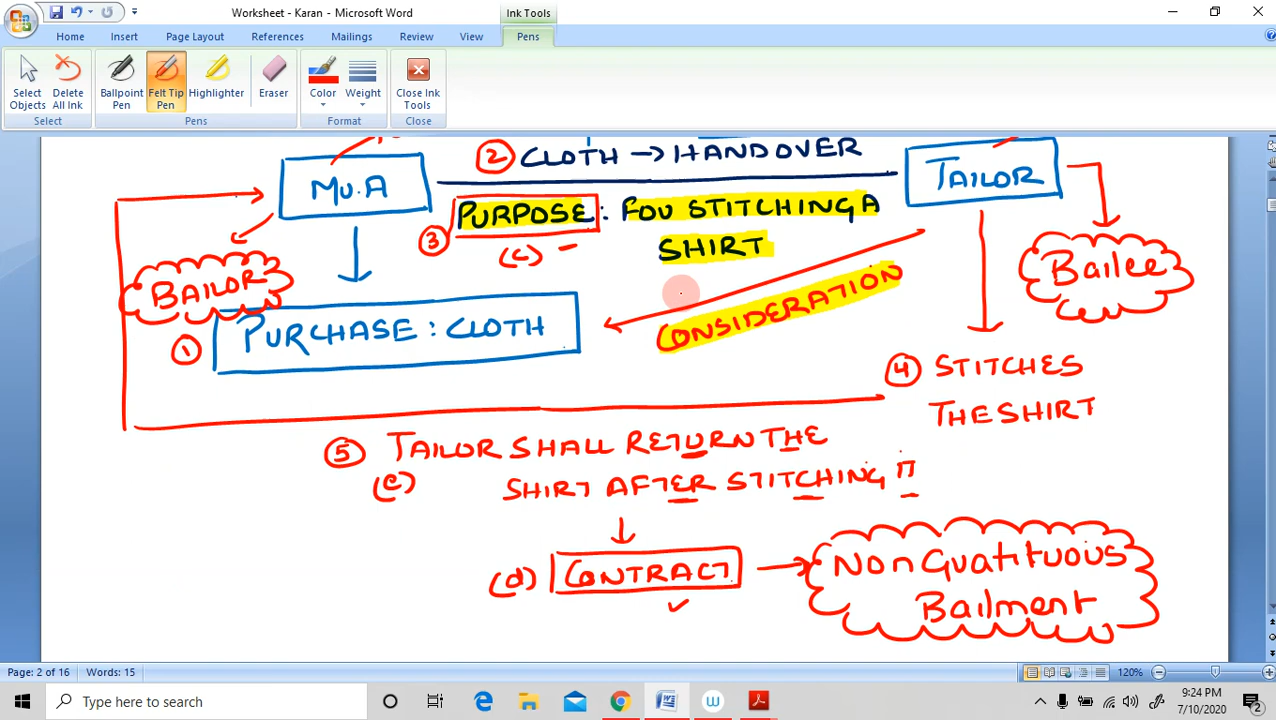 Worksheet - Karan - Microsoft Word
Ink Tools
Home Insert Page Layout References Mailings Review View Pens
Select Objects
Delete All Ink
Ballpoint Pen
Felt Tip Pen
Highlighter
Eraser
Color
Weight
Close Ink Tools
Select Pens Format Close
② CLOTH → HANDOVER
Mr. A
TAILOR
③ PURPOSE : FOR STITCHING A
SHIRT
(c) -
BAILOR
Bailee
CONSIDERATION
① PURCHASE : CLOTH
④ STITCHES
THE SHIRT
⑤ TAILOR SHALL RETURN THE
(e) SHIRT AFTER STITCHING IT
(d) CONTRACT → Non Gratituous
Bailment
Page: 2 of 16 Words: 15 120%
Type here to search
9:24 PM
7/10/2020
2